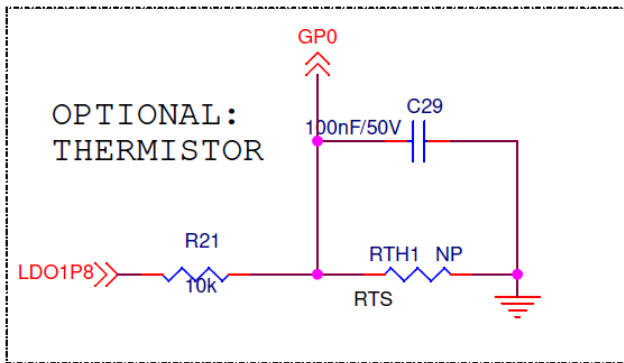 GP0
OPTIONAL:
THERMISTOR
C29
100nF/50V
R21
10k
LDO1P8
RTH1 NP
RTS